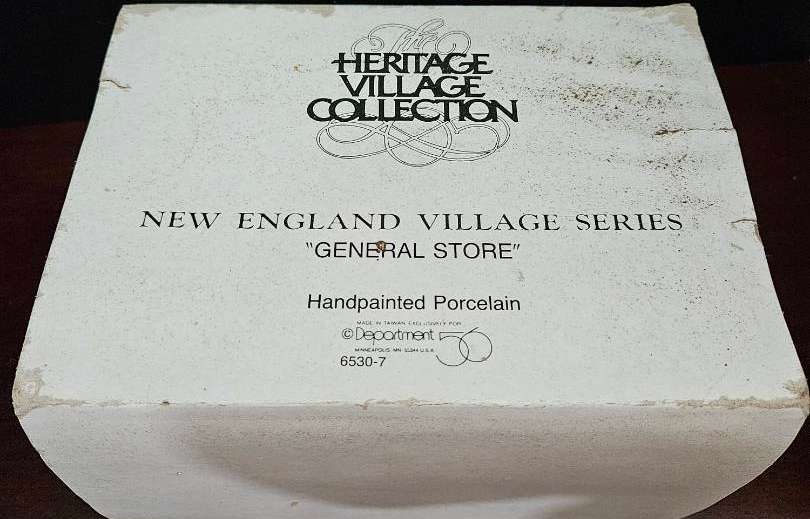 The
HERITAGE
VILLAGE
COLLECTION
NEW ENGLAND VILLAGE SERIES
"GENERAL STORE"
Handpainted Porcelain
MADE IN TAIWAN EXCLUSIVELY FOR
©Department 56
MINNEAPOLIS, MN 55344 U.S.A.
6530-7